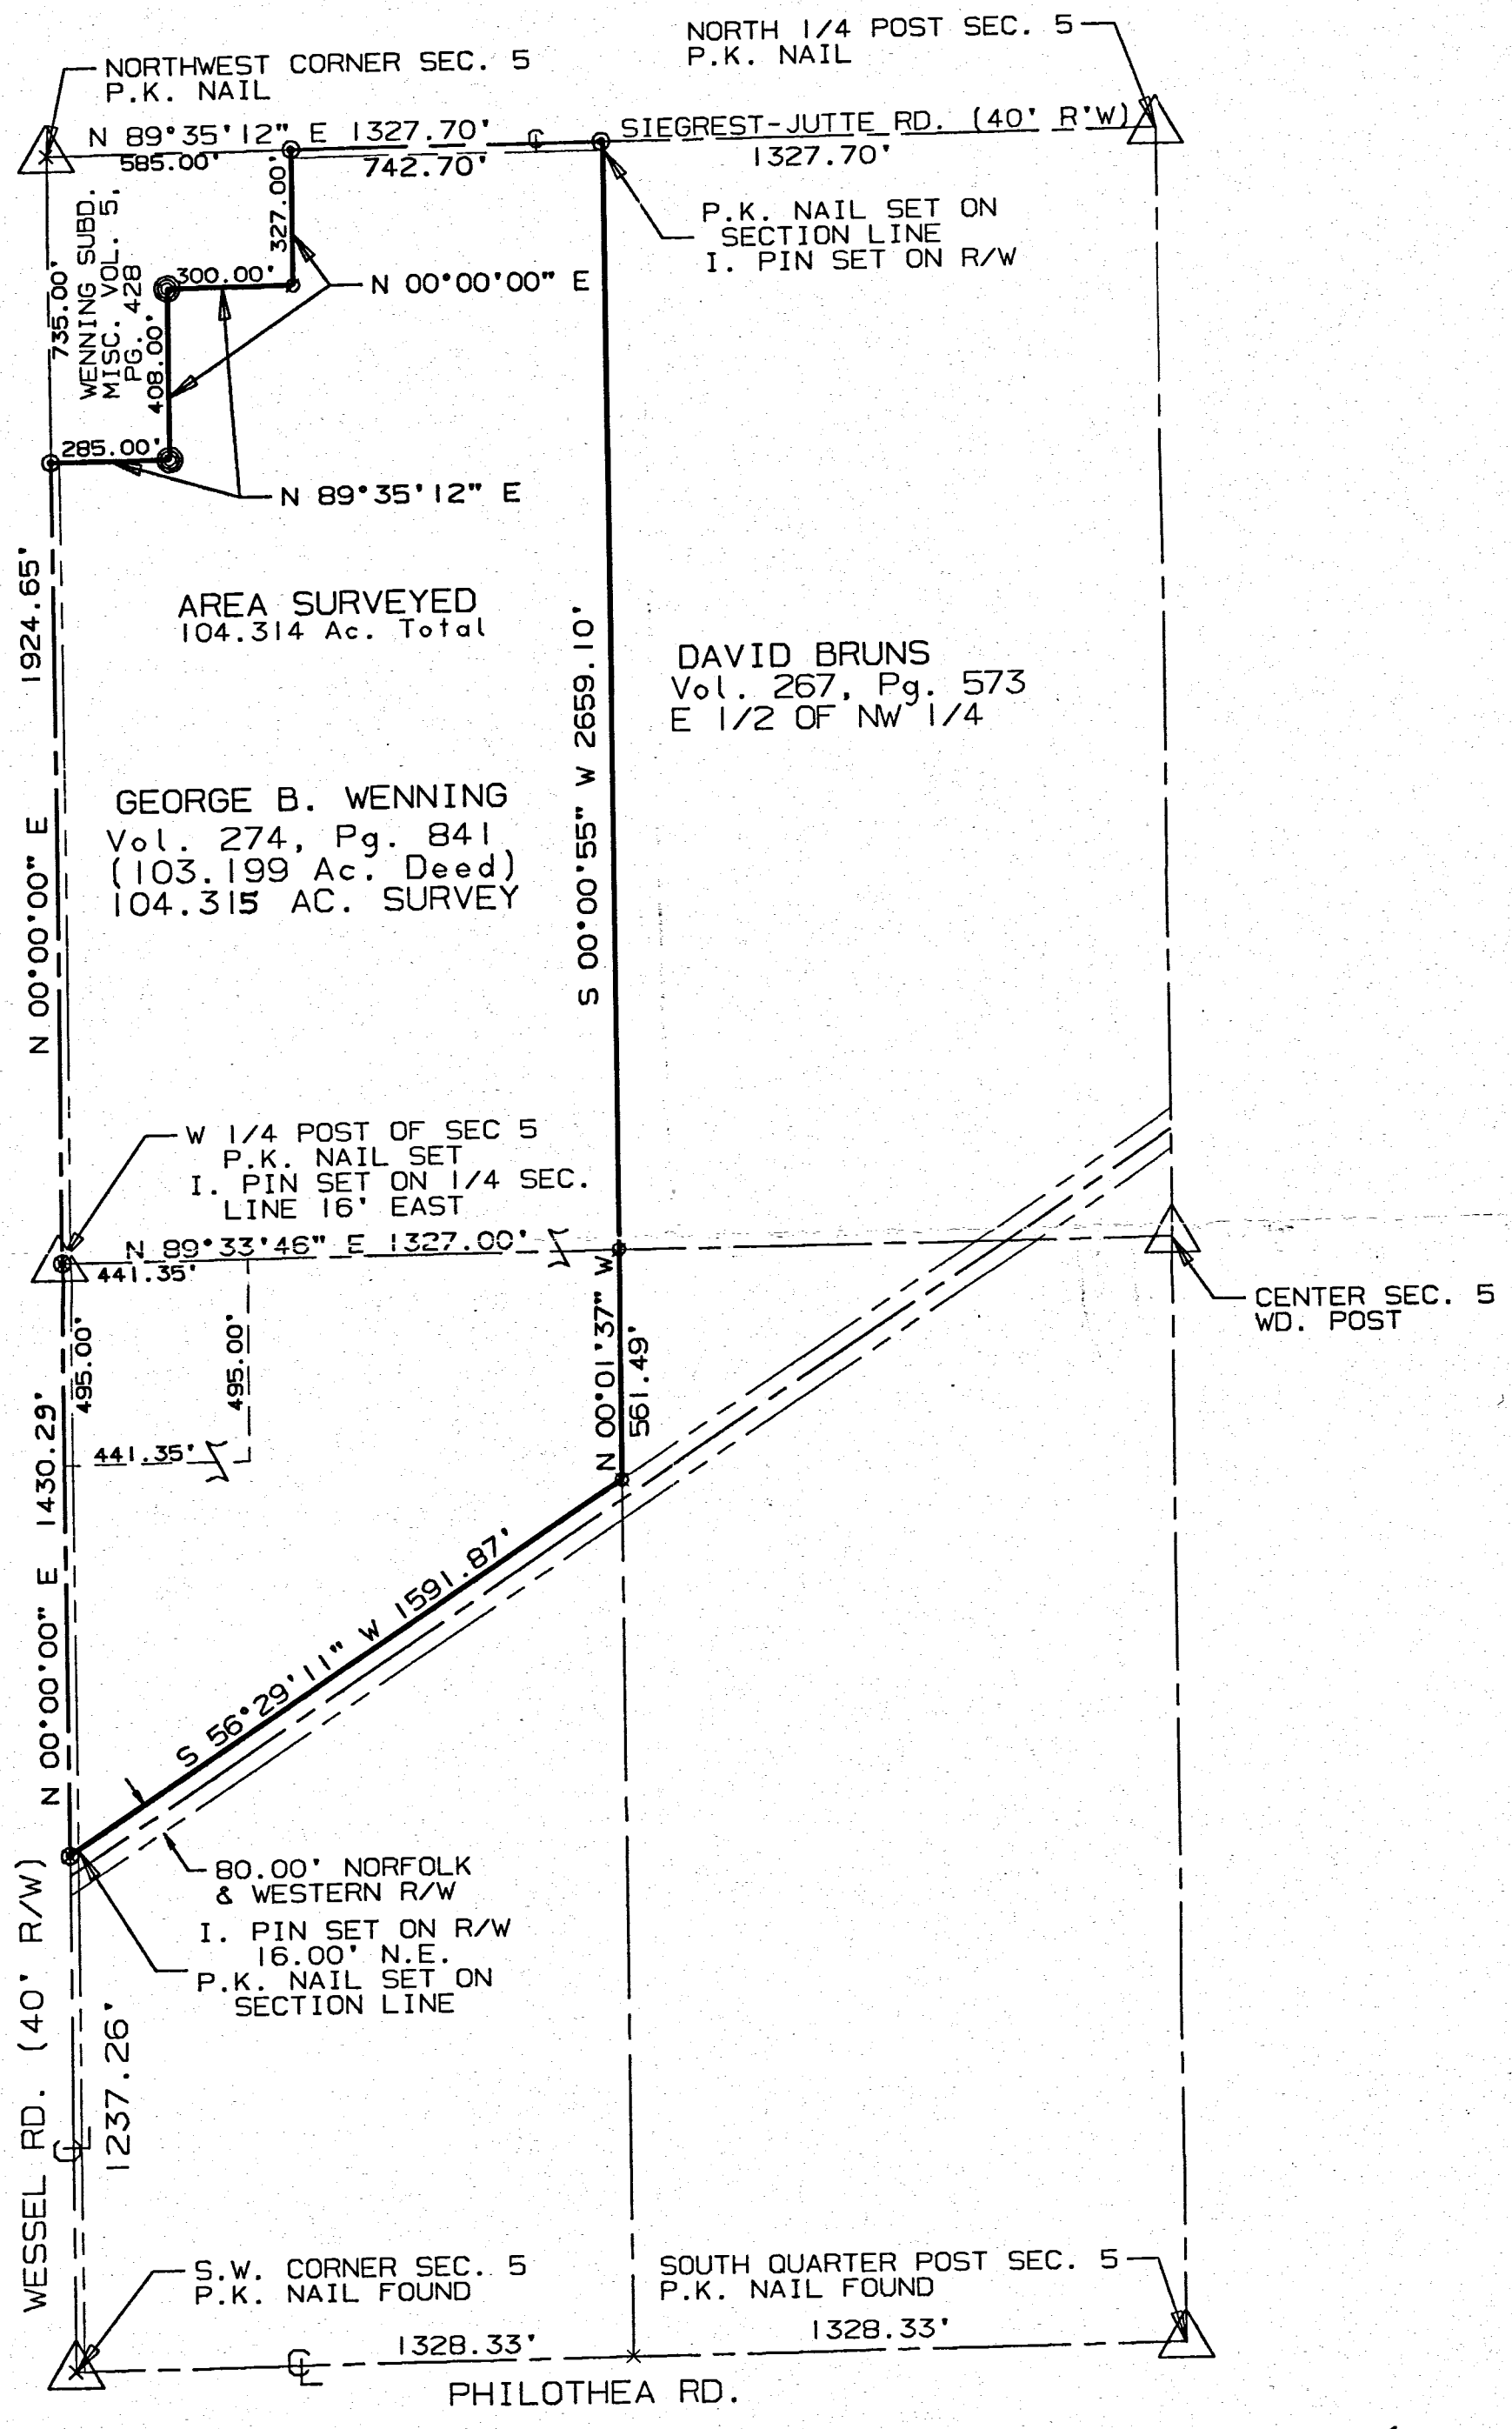 NORTH 1/4 POST SEC. 5
P.K. NAIL
NORTHWEST CORNER SEC. 5
P.K. NAIL
N 89°35'12" E 1327.70'
SIEGREST-JUTTE RD. (40' R'W)
585.00'
742.70'
1327.70'
327.00'
P.K. NAIL SET ON
SECTION LINE
I. PIN SET ON R/W
735.00'
WENNING SUBD.
MISC. VOL. 5,
PG. 428
300.00'
N 00°00'00" E
408.00'
285.00'
N 89°35'12" E
1924.65'
N 00°00'00" E
AREA SURVEYED
104.314 Ac. Total
S 00°00'55" W 2659.10'
DAVID BRUNS
Vol. 267, Pg. 573
E 1/2 OF NW 1/4
GEORGE B. WENNING
Vol. 274, Pg. 841
(103.199 Ac. Deed)
104.315 AC. SURVEY
W 1/4 POST OF SEC 5
P.K. NAIL SET
I. PIN SET ON 1/4 SEC.
LINE 16' EAST
N 89°33'46" E 1327.00'
441.35'
495.00'
495.00'
441.35'
N 00°01'37" W
561.49'
CENTER SEC. 5
WD. POST
N 00°00'00" E 1430.29'
S 56°29'11" W 1591.87'
80.00' NORFOLK
& WESTERN R/W
I. PIN SET ON R/W
16.00' N.E.
P.K. NAIL SET ON
SECTION LINE
WESSEL RD. (40' R/W)
1237.26'
S.W. CORNER SEC. 5
P.K. NAIL FOUND
SOUTH QUARTER POST SEC. 5
P.K. NAIL FOUND
1328.33'
1328.33'
PHILOTHEA RD.